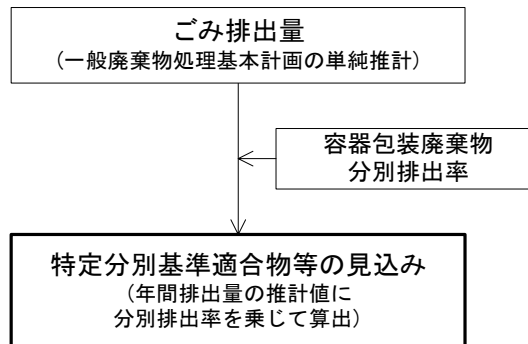 ごみ排出量
（一般廃棄物処理基本計画の単純推計）
容器包装廃棄物
分別排出率
特定分別基準適合物等の見込み
（年間排出量の推計値に
分別排出率を乗じて算出）